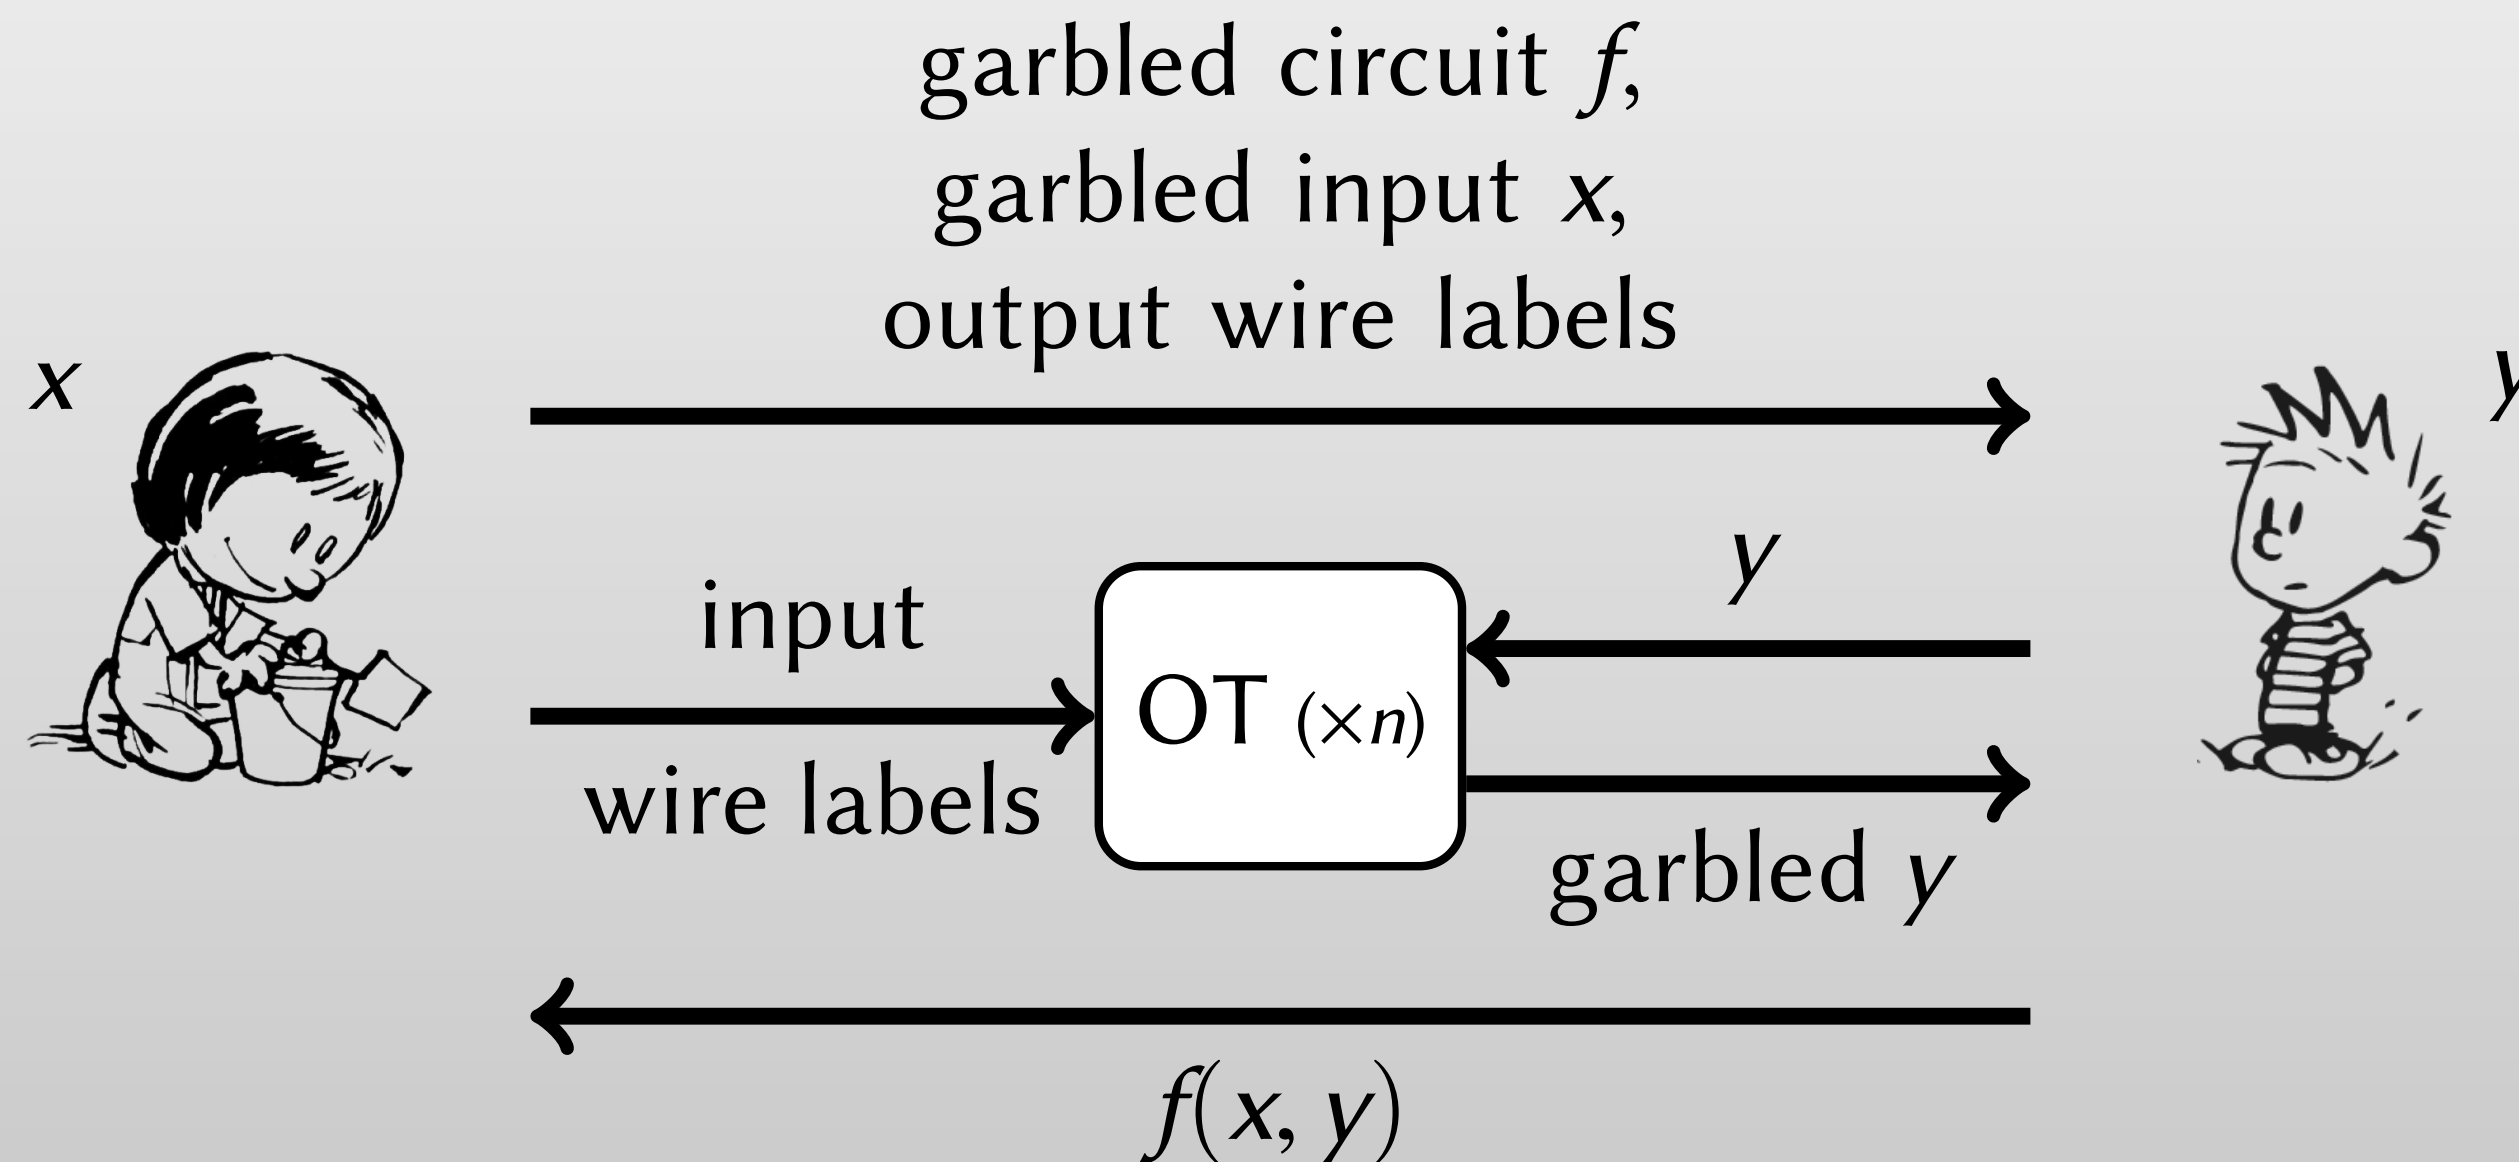 garbled circuit f,
garbled input x,
output wire labels
x
y
y
input
OT (×n)
wire labels
garbled y
f(x, y)